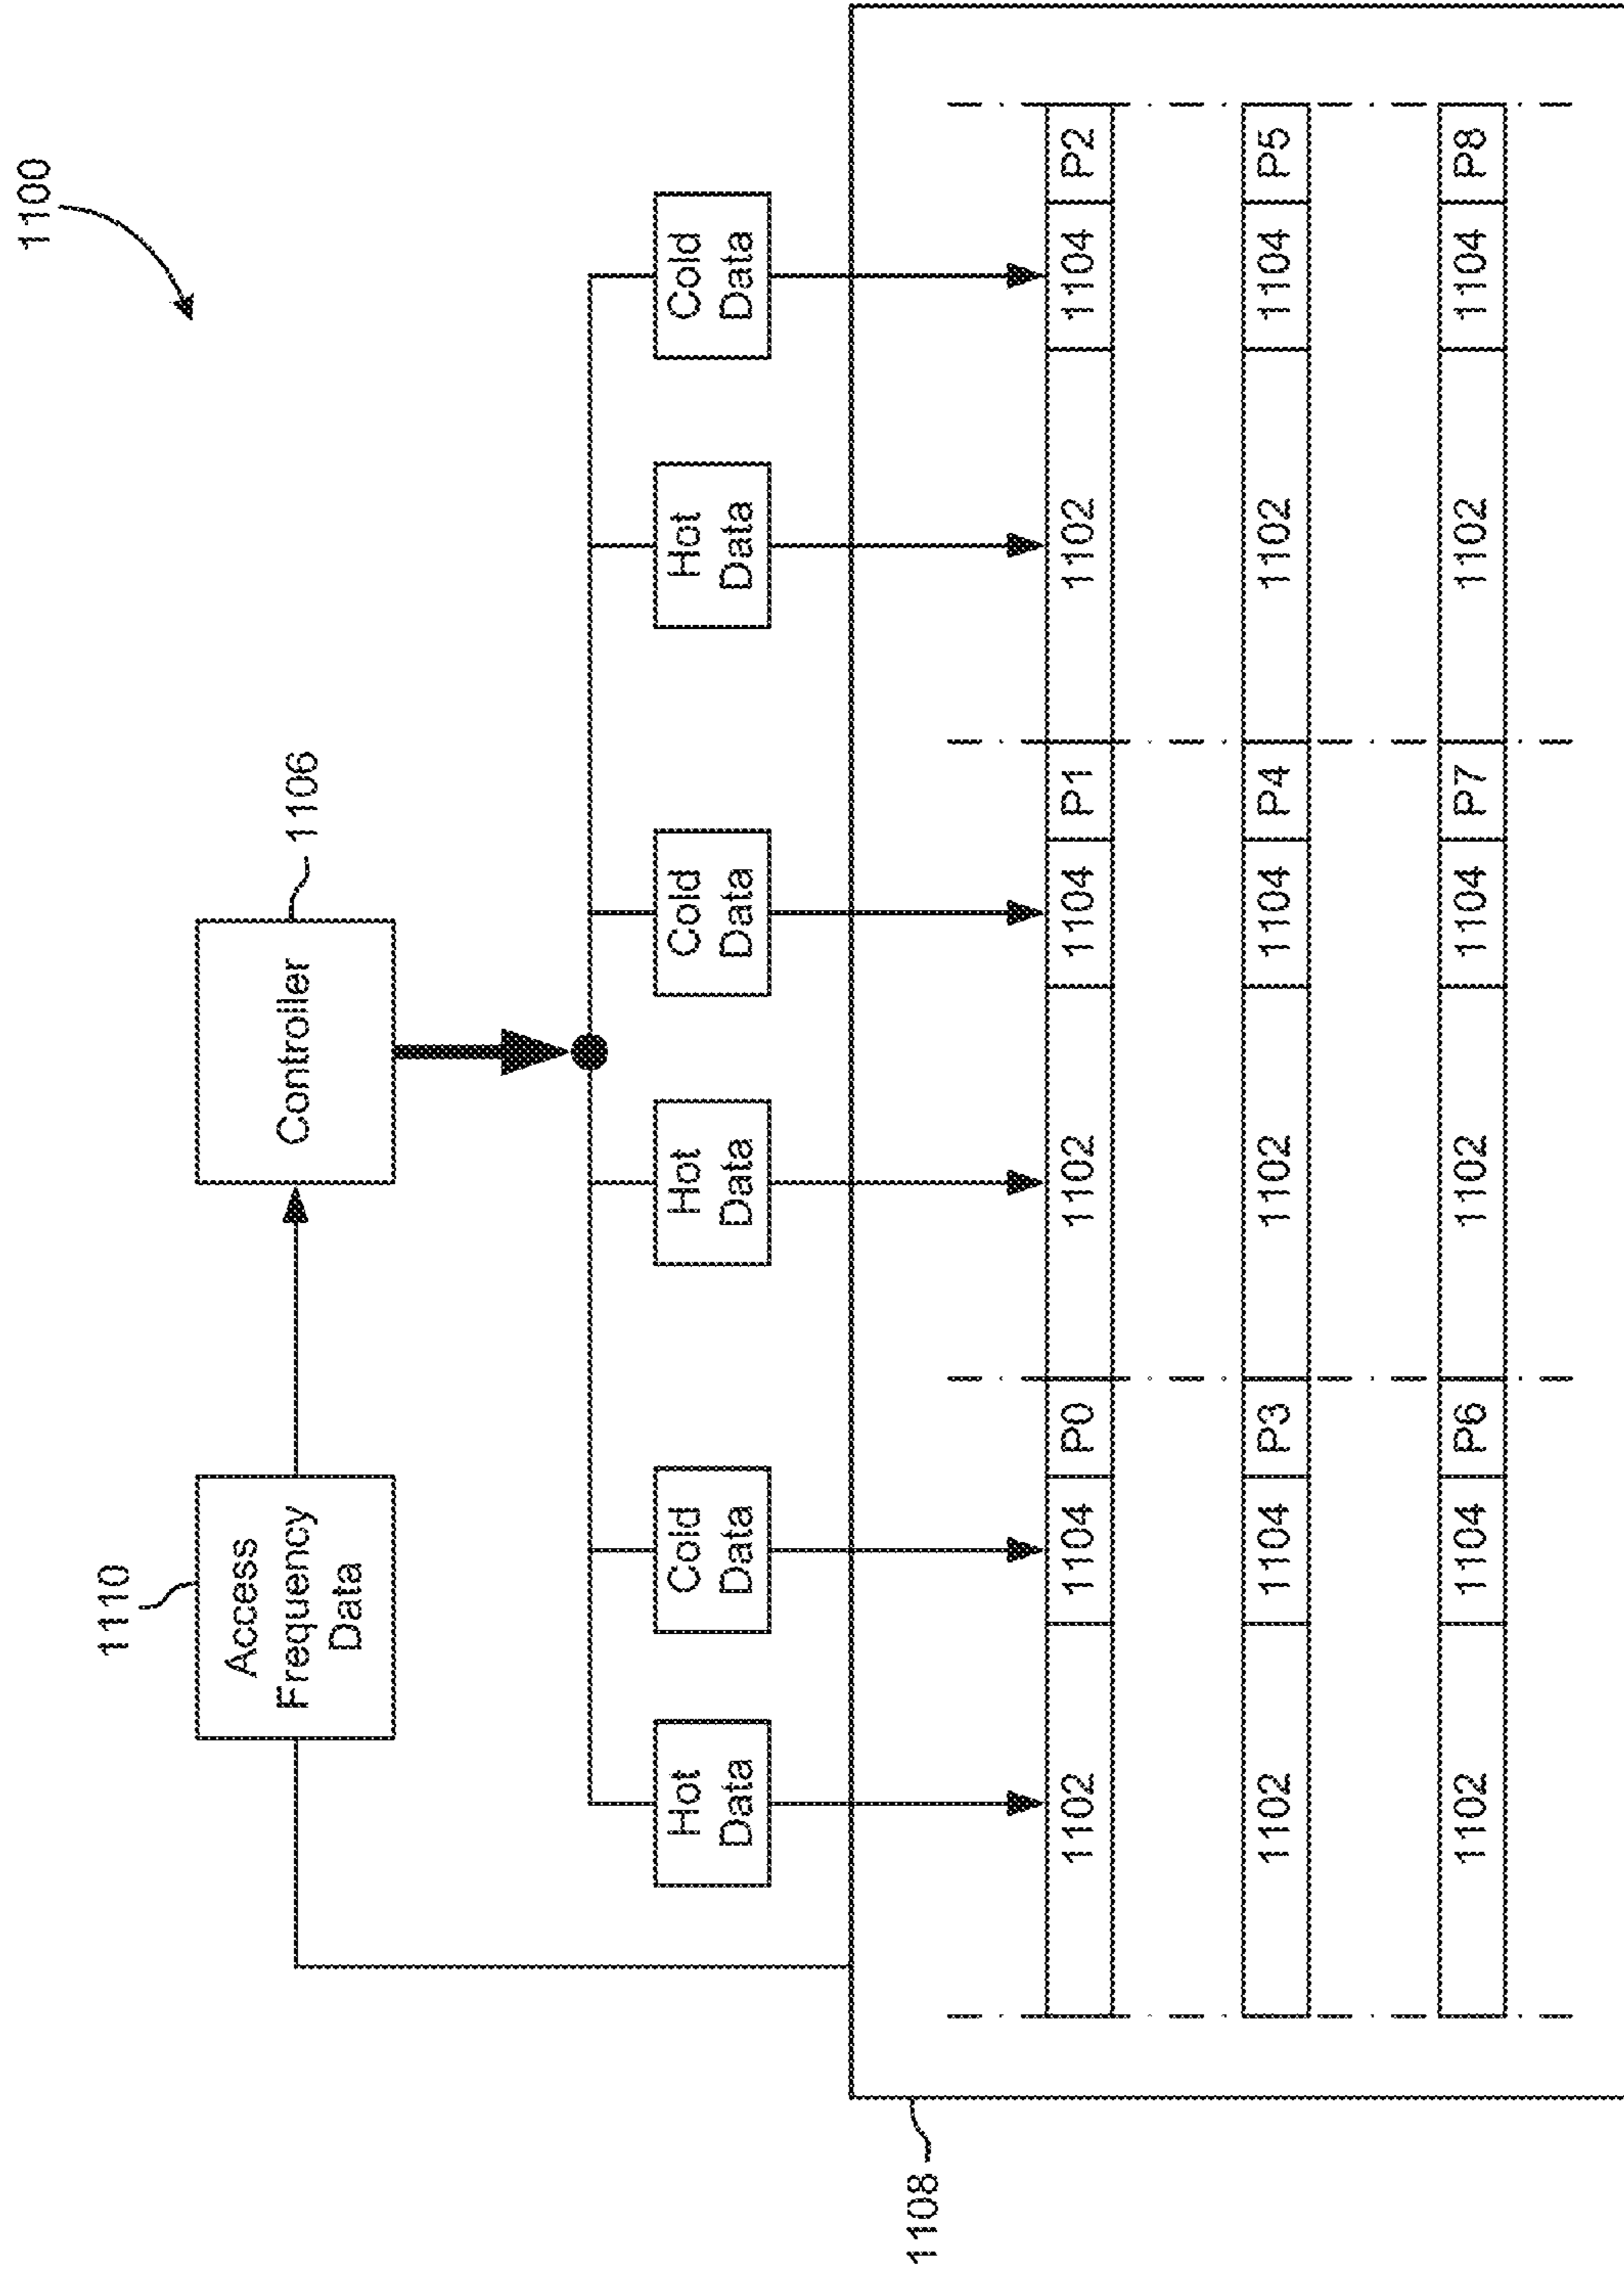 1100
1110
Access
Frequency
Data
Controller
1106
Hot
Data
Cold
Data
Hot
Data
Cold
Data
Hot
Data
Cold
Data
1108
1102 1104 P0 1102 1104 P1 1102 1104 P2
1102 1104 P3 1102 1104 P4 1102 1104 P5
1102 1104 P6 1102 1104 P7 1102 1104 P8